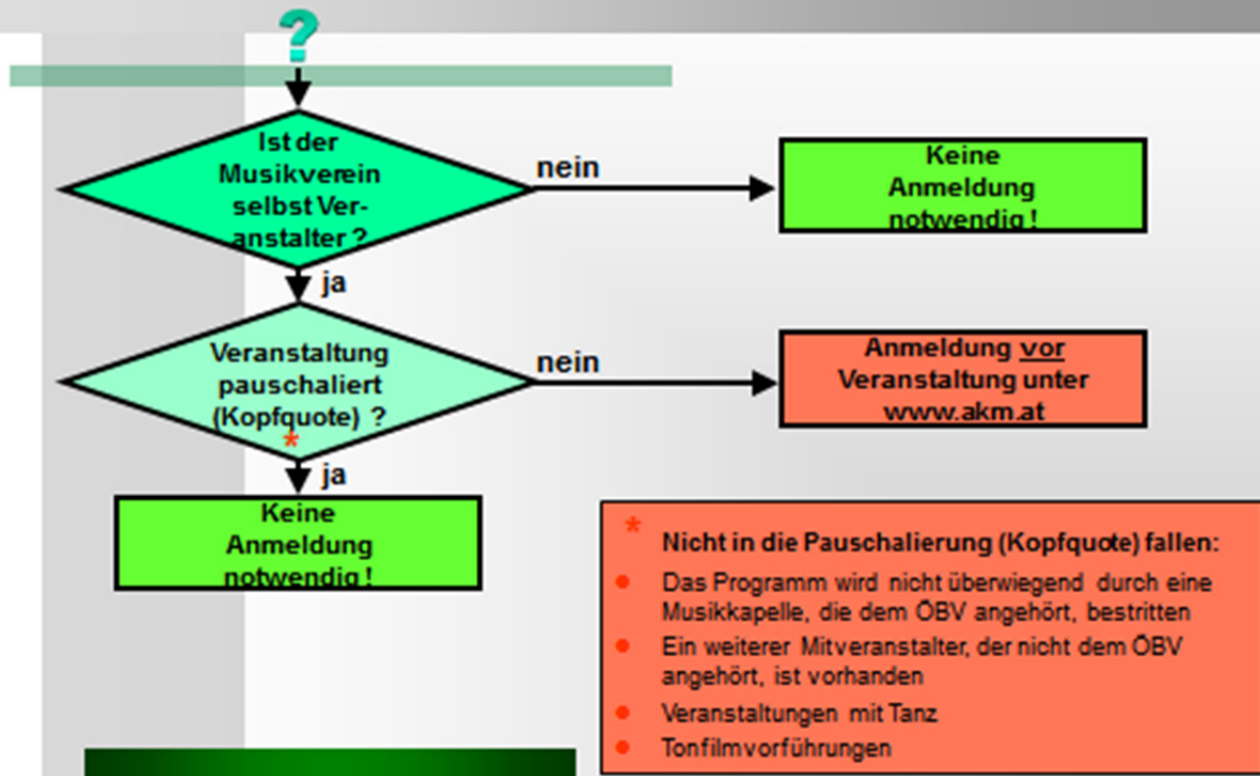 ?
Ist der
Musikverein
selbst Ver-
anstalter ?
nein
Keine
Anmeldung
notwendig !
ja
Veranstaltung
pauschaliert
(Kopfquote) ?
*
nein
Anmeldung vor
Veranstaltung unter
www.akm.at
ja
Keine
Anmeldung
notwendig !
* Nicht in die Pauschalierung (Kopfquote) fallen:
● Das Programm wird nicht überwiegend durch eine
Musikkapelle, die dem ÖBV angehört, bestritten
● Ein weiterer Mitveranstalter, der nicht dem ÖBV
angehört, ist vorhanden
● Veranstaltungen mit Tanz
● Tonfilmvorführungen